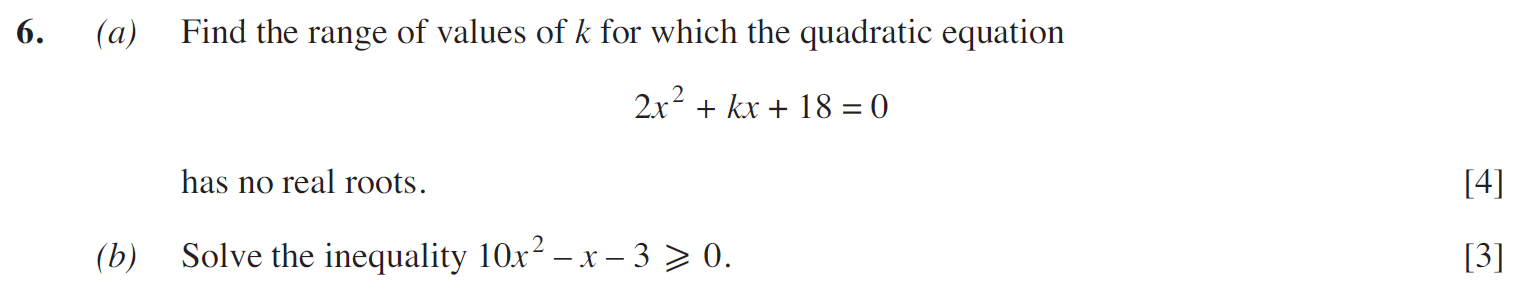 6. (a) Find the range of values of k for which the quadratic equation
2x² + kx + 18 = 0
has no real roots. [4]
(b) Solve the inequality 10x² – x – 3 ⩾ 0. [3]